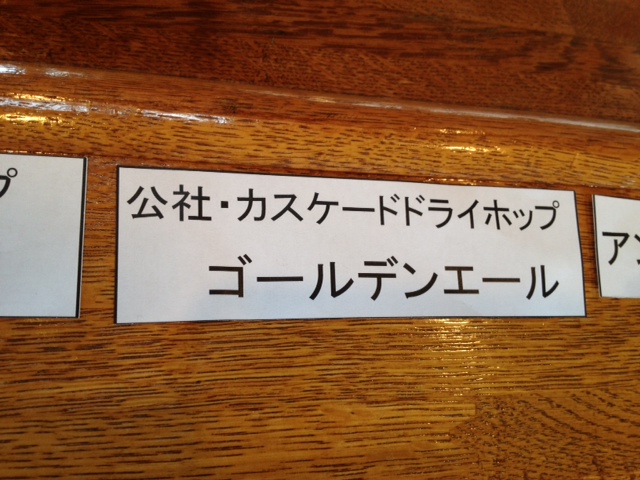 プ
公社・カスケードドライホップ
ゴールデンエール